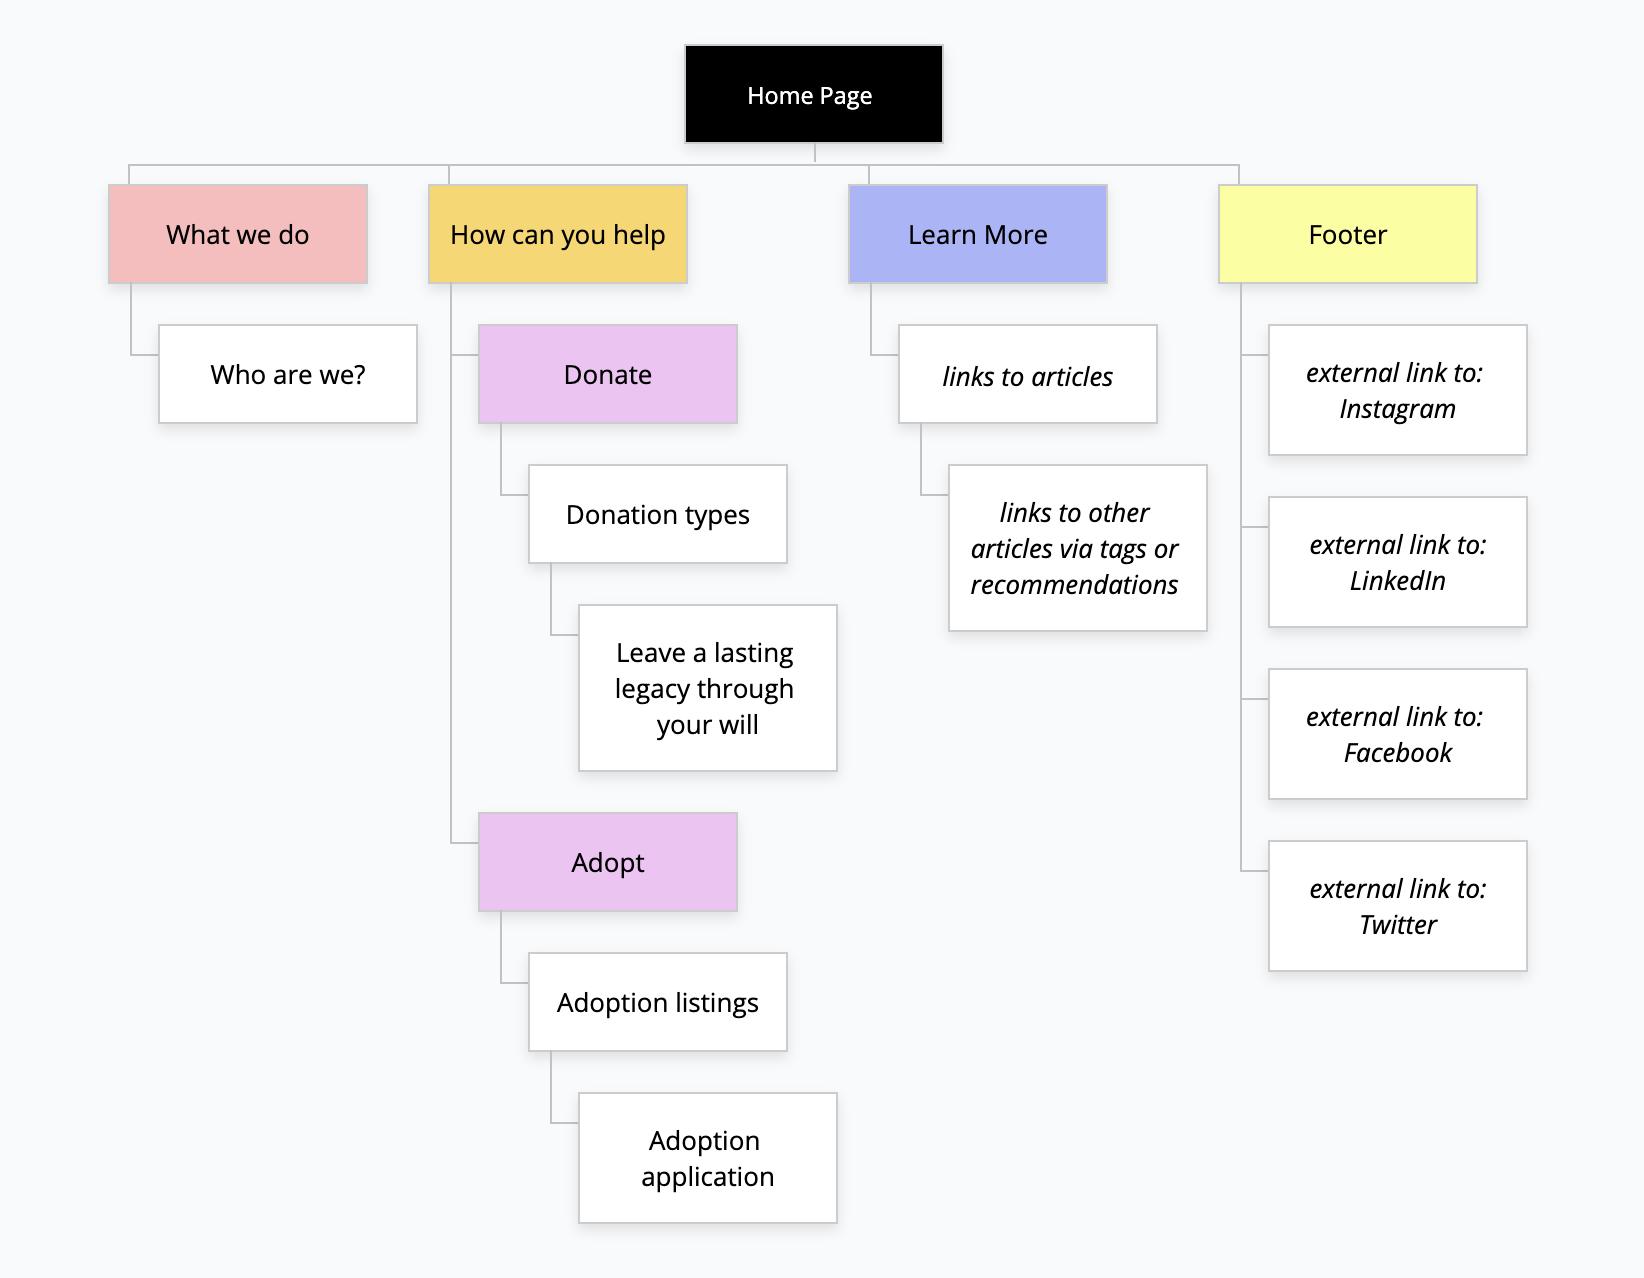 Home Page
What we do
Who are we?
How can you help
Donate
Donation types
Leave a lasting
legacy through
your will
Adopt
Adoption listings
Adoption
application
Learn More
links to articles
links to other
articles via tags or
recommendations
Footer
external link to:
Instagram
external link to:
LinkedIn
external link to:
Facebook
external link to:
Twitter